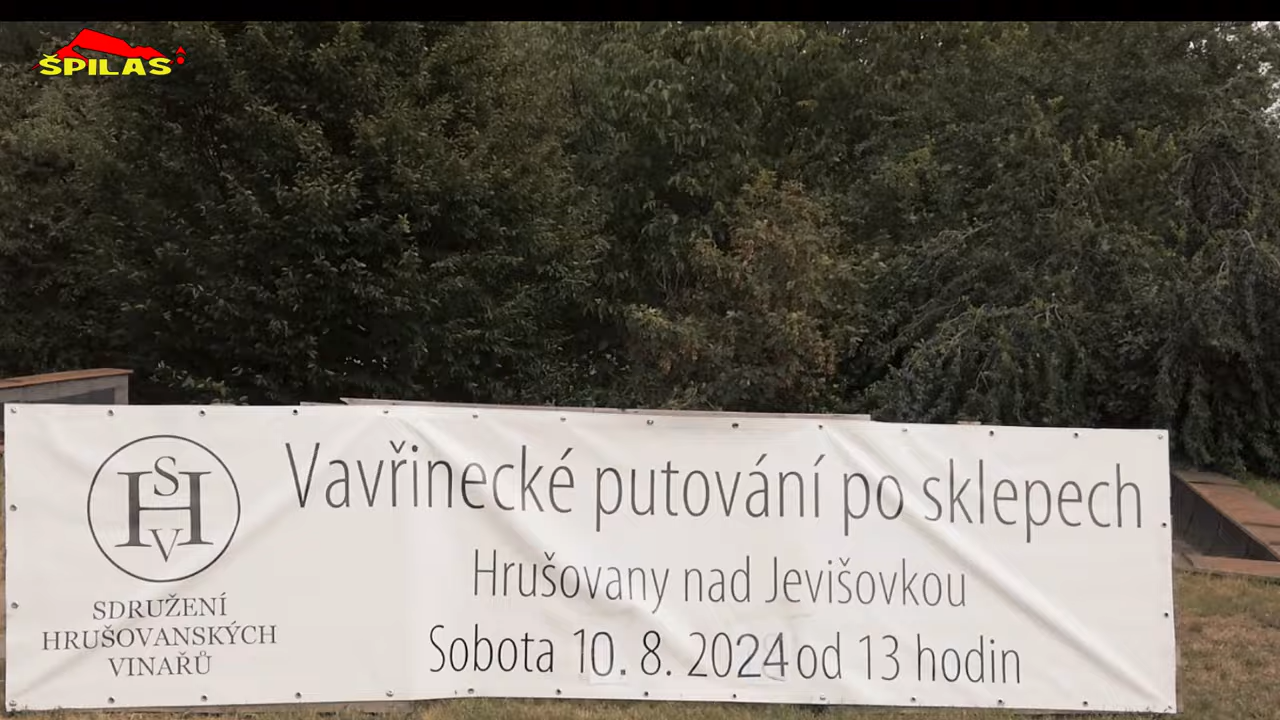 ŠPILAS
Vavřinecké putování po sklepech
Hrušovany nad Jevišovkou
Sobota 10. 8. 2024 od 13 hodin
SHV
SDRUŽENÍ
HRUŠOVANSKÝCH
VINAŘŮ